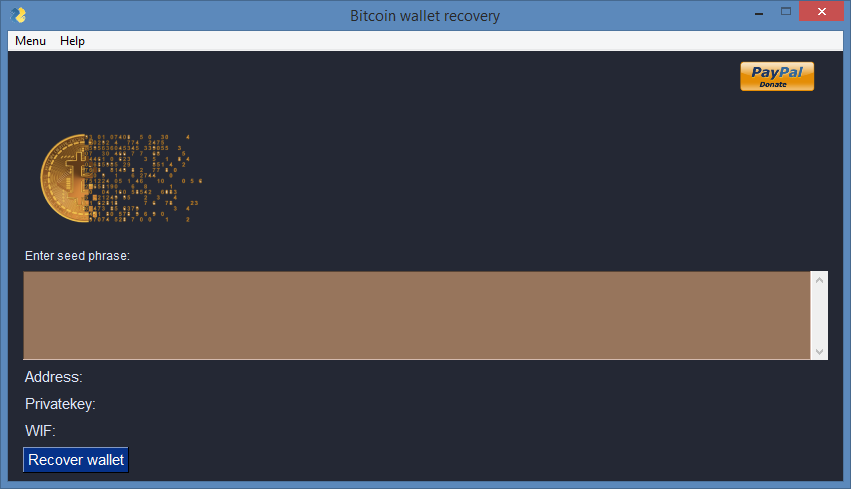 Bitcoin wallet recovery
Menu Help
PayPal
Donate
Enter seed phrase:
Address:
Privatekey:
WIF:
Recover wallet